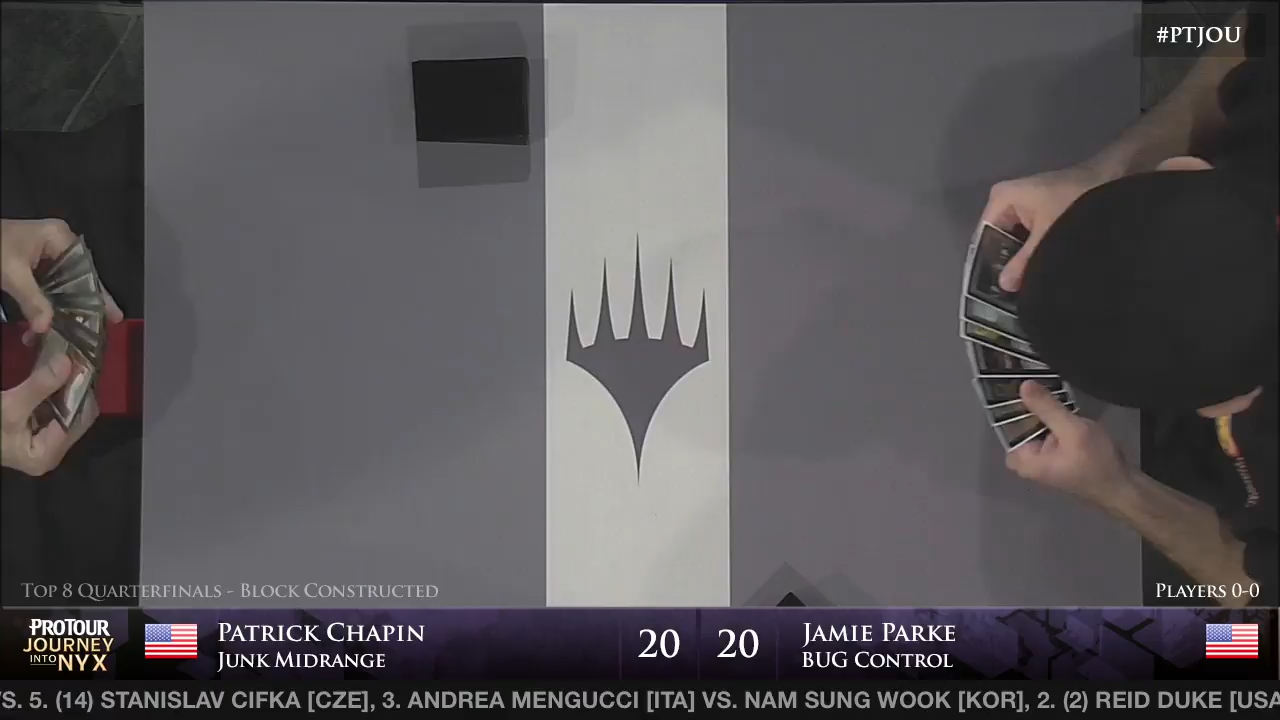 #PTJOU
Top 8 Quarterfinals - Block Constructed
Players 0-0
ProTour
Journey
into Nyx
Patrick Chapin
Junk Midrange
20
20
Jamie Parke
BUG Control
VS. 5. (14) STANISLAV CIFKA [CZE], 3. ANDREA MENGUCCI [ITA] VS. NAM SUNG WOOK [KOR], 2. (2) REID DUKE [USA